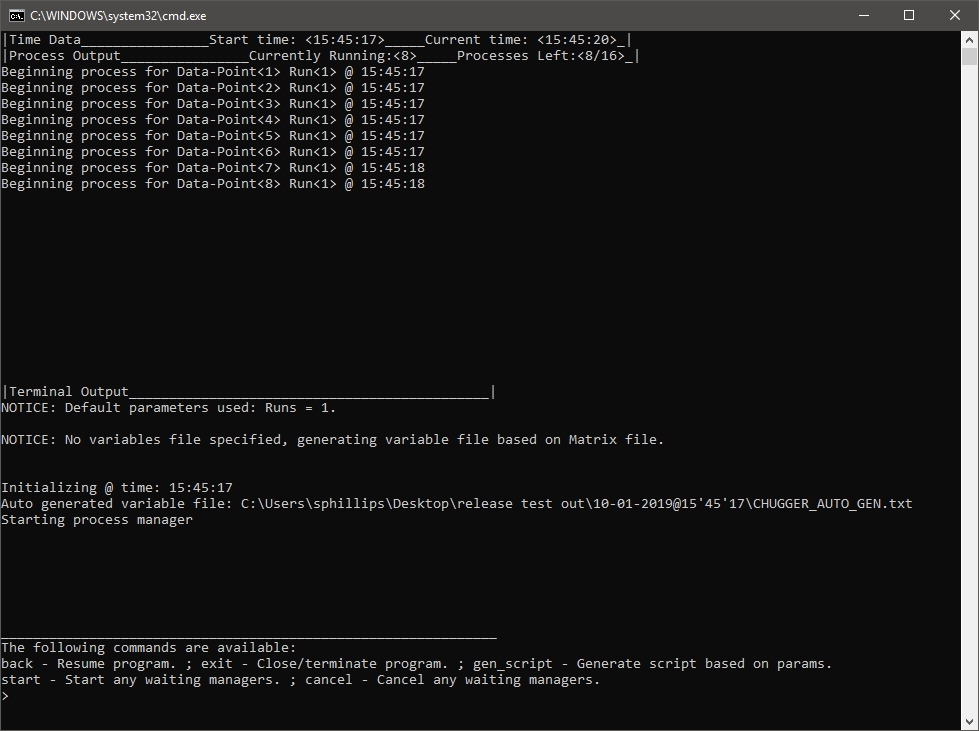 C:\WINDOWS\system32\cmd.exe
|Time Data________________Start time: <15:45:17>_____Current time: <15:45:20>_|
|Process Output________________Currently Running:<8>_____Processes Left:<8/16>_|
Beginning process for Data-Point<1> Run<1> @ 15:45:17
Beginning process for Data-Point<2> Run<1> @ 15:45:17
Beginning process for Data-Point<3> Run<1> @ 15:45:17
Beginning process for Data-Point<4> Run<1> @ 15:45:17
Beginning process for Data-Point<5> Run<1> @ 15:45:17
Beginning process for Data-Point<6> Run<1> @ 15:45:17
Beginning process for Data-Point<7> Run<1> @ 15:45:18
Beginning process for Data-Point<8> Run<1> @ 15:45:18
|Terminal Output_____________________________________________|
NOTICE: Default parameters used: Runs = 1.
NOTICE: No variables file specified, generating variable file based on Matrix file.
Initializing @ time: 15:45:17
Auto generated variable file: C:\Users\sphillips\Desktop\release test out\10-01-2019@15'45'17\CHUGGER_AUTO_GEN.txt
Starting process manager
______________________________________________________________
The following commands are available:
back - Resume program. ; exit - Close/terminate program. ; gen_script - Generate script based on params.
start - Start any waiting managers. ; cancel - Cancel any waiting managers.
>